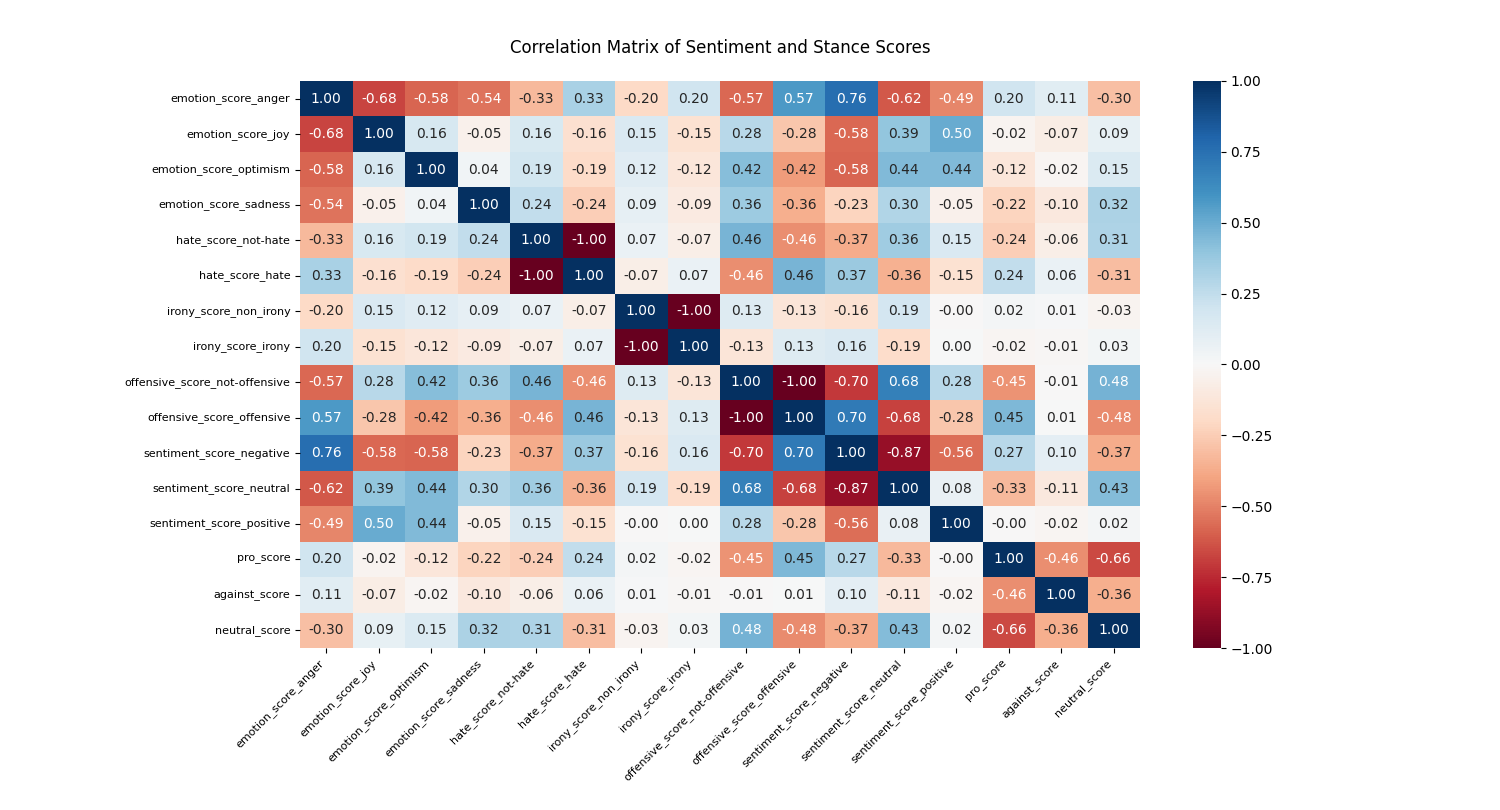 Correlation Matrix of Sentiment and Stance Scores
emotion_score_anger 1.00 -0.68 -0.58 -0.54 -0.33 0.33 -0.20 0.20 -0.57 0.57 0.76 -0.62 -0.49 0.20 0.11 -0.30
emotion_score_joy -0.68 1.00 0.16 -0.05 0.16 -0.16 0.15 -0.15 0.28 -0.28 -0.58 0.39 0.50 -0.02 -0.07 0.09
emotion_score_optimism -0.58 0.16 1.00 0.04 0.19 -0.19 0.12 -0.12 0.42 -0.42 -0.58 0.44 0.44 -0.12 -0.02 0.15
emotion_score_sadness -0.54 -0.05 0.04 1.00 0.24 -0.24 0.09 -0.09 0.36 -0.36 -0.23 0.30 -0.05 -0.22 -0.10 0.32
hate_score_not-hate -0.33 0.16 0.19 0.24 1.00 -1.00 0.07 -0.07 0.46 -0.46 -0.37 0.36 0.15 -0.24 -0.06 0.31
hate_score_hate 0.33 -0.16 -0.19 -0.24 -1.00 1.00 -0.07 0.07 -0.46 0.46 0.37 -0.36 -0.15 0.24 0.06 -0.31
irony_score_non_irony -0.20 0.15 0.12 0.09 0.07 -0.07 1.00 -1.00 0.13 -0.13 -0.16 0.19 -0.00 0.02 0.01 -0.03
irony_score_irony 0.20 -0.15 -0.12 -0.09 -0.07 0.07 -1.00 1.00 -0.13 0.13 0.16 -0.19 0.00 -0.02 -0.01 0.03
offensive_score_not-offensive -0.57 0.28 0.42 0.36 0.46 -0.46 0.13 -0.13 1.00 -1.00 -0.70 0.68 0.28 -0.45 -0.01 0.48
offensive_score_offensive 0.57 -0.28 -0.42 -0.36 -0.46 0.46 -0.13 0.13 -1.00 1.00 0.70 -0.68 -0.28 0.45 0.01 -0.48
sentiment_score_negative 0.76 -0.58 -0.58 -0.23 -0.37 0.37 -0.16 0.16 -0.70 0.70 1.00 -0.87 -0.56 0.27 0.10 -0.37
sentiment_score_neutral -0.62 0.39 0.44 0.30 0.36 -0.36 0.19 -0.19 0.68 -0.68 -0.87 1.00 0.08 -0.33 -0.11 0.43
sentiment_score_positive -0.49 0.50 0.44 -0.05 0.15 -0.15 -0.00 0.00 0.28 -0.28 -0.56 0.08 1.00 -0.00 -0.02 0.02
pro_score 0.20 -0.02 -0.12 -0.22 -0.24 0.24 0.02 -0.02 -0.45 0.45 0.27 -0.33 -0.00 1.00 -0.46 -0.66
against_score 0.11 -0.07 -0.02 -0.10 -0.06 0.06 0.01 -0.01 -0.01 0.01 0.10 -0.11 -0.02 -0.46 1.00 -0.36
neutral_score -0.30 0.09 0.15 0.32 0.31 -0.31 -0.03 0.03 0.48 -0.48 -0.37 0.43 0.02 -0.66 -0.36 1.00
emotion_score_anger
emotion_score_joy
emotion_score_optimism
emotion_score_sadness
hate_score_not-hate
hate_score_hate
irony_score_non_irony
irony_score_irony
offensive_score_not-offensive
offensive_score_offensive
sentiment_score_negative
sentiment_score_neutral
sentiment_score_positive
pro_score
against_score
neutral_score
1.00
0.75
0.50
0.25
0.00
−0.25
−0.50
−0.75
−1.00